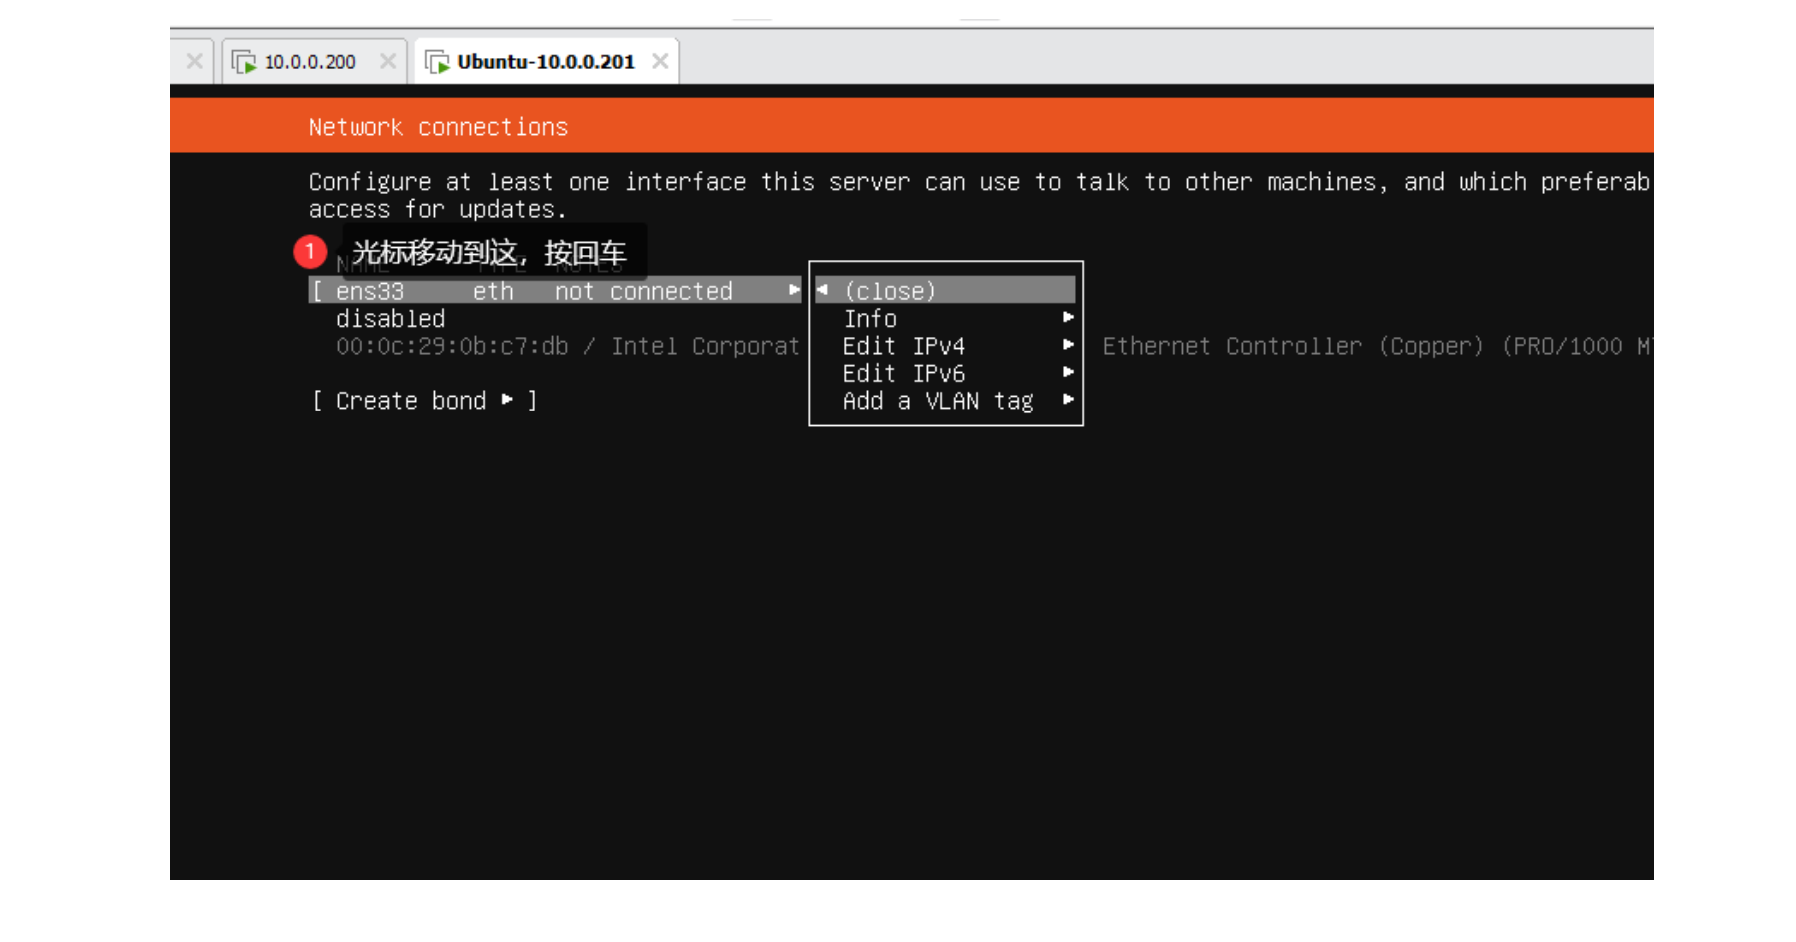 10.0.0.200
Ubuntu-10.0.0.201
Network connections
Configure at least one interface this server can use to talk to other machines, and which preferab
access for updates.
1 光标移动到这，按回车
NAME TYPE NOTES
[ ens33 eth not connected ▸
disabled
00:0c:29:0b:c7:db / Intel Corporat
Ethernet Controller (Copper) (PRO/1000 M
◂ (close)
Info ▸
Edit IPv4 ▸
Edit IPv6 ▸
Add a VLAN tag ▸
[ Create bond ▸ ]